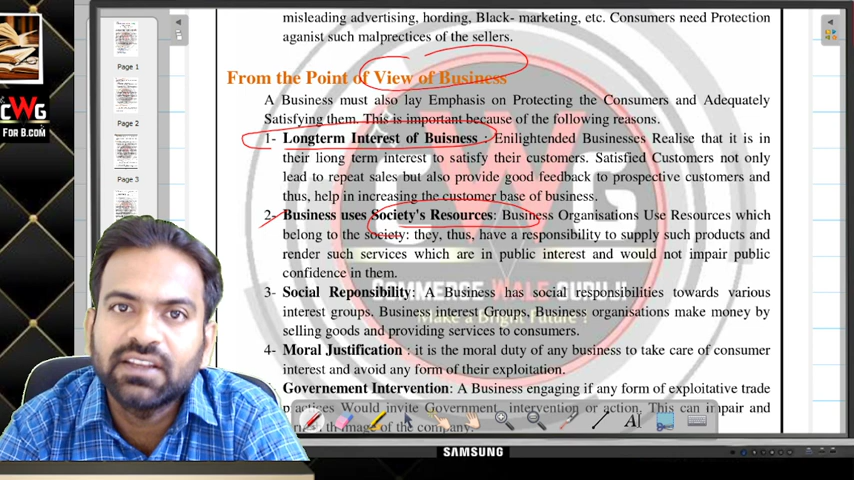 misleading advertising, hording, Black- marketing, etc. Consumers need Protection
aganist such malprectices of the sellers.
From the Point of View of Business
A Business must also lay Emphasis on Protecting the Consumers and Adequately
Satisfying them. This is important because of the following reasons.
1- Longterm Interest of Buisness : Enilightended Businesses Realise that it is in
their liong term interest to satisfy their customers. Satisfied Customers not only
lead to repeat sales but also provide good feedback to prospective customers and
thus, help in increasing the customer base of business.
2- Business uses Society's Resources: Business Organisations Use Resources which
belong to the society; they, thus, have a responsibility to supply such products and
render such services which are in public interest and would not impair public
confidence in them.
3- Social Reponsibility: A Business has social responsibilities towards various
interest groups. Business interest Groups. Business organisations make money by
selling goods and providing services to consumers.
4- Moral Justification : it is the moral duty of any business to take care of consumer
interest and avoid any form of their exploitation.
Governement Intervention: A Business engaging if any form of exploitative trade
Would invite Government intervention or action. This can impair and
image of the company.
CWG
FOR B.COM
Page 1
Page 2
Page 3
CWG
COMMERCE WALE GURU JI
Make a Bright Future !
A
SAMSUNG